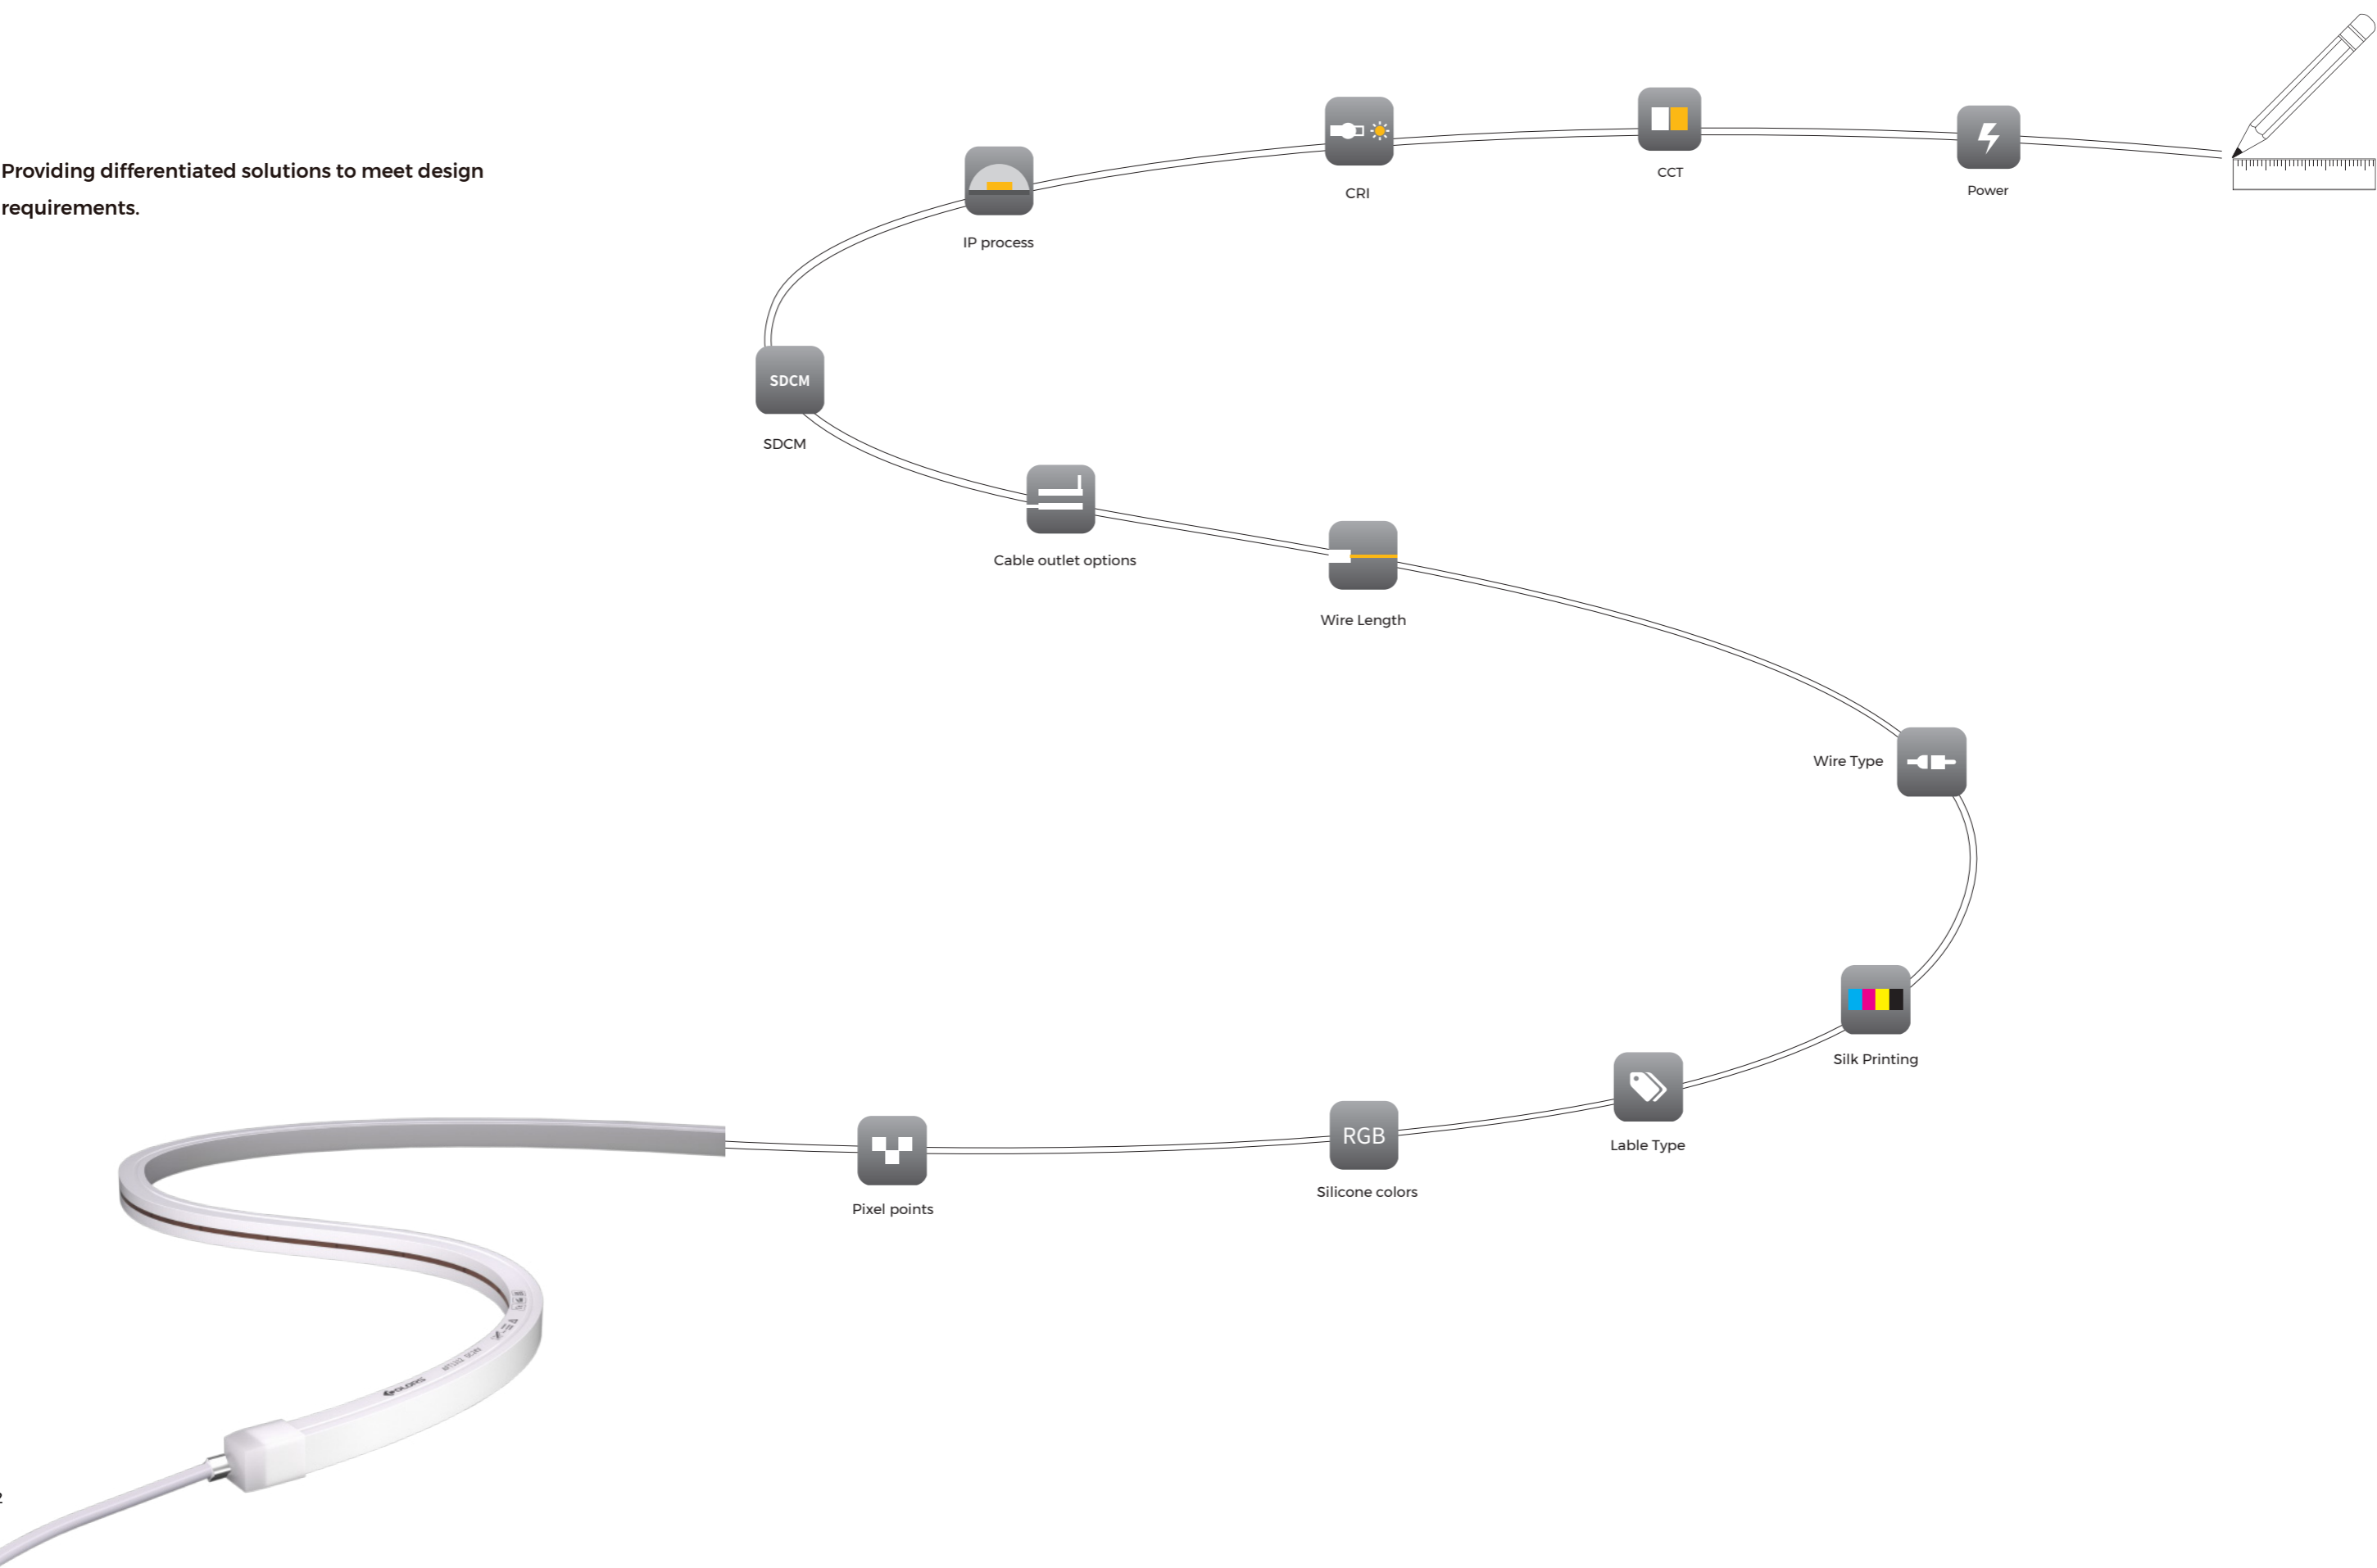 Providing differentiated solutions to meet design
requirements.
IP process
CRI
CCT
Power
SDCM
SDCM
Cable outlet options
Wire Length
Wire Type
Silk Printing
Lable Type
RGB
Silicone colors
Pixel points